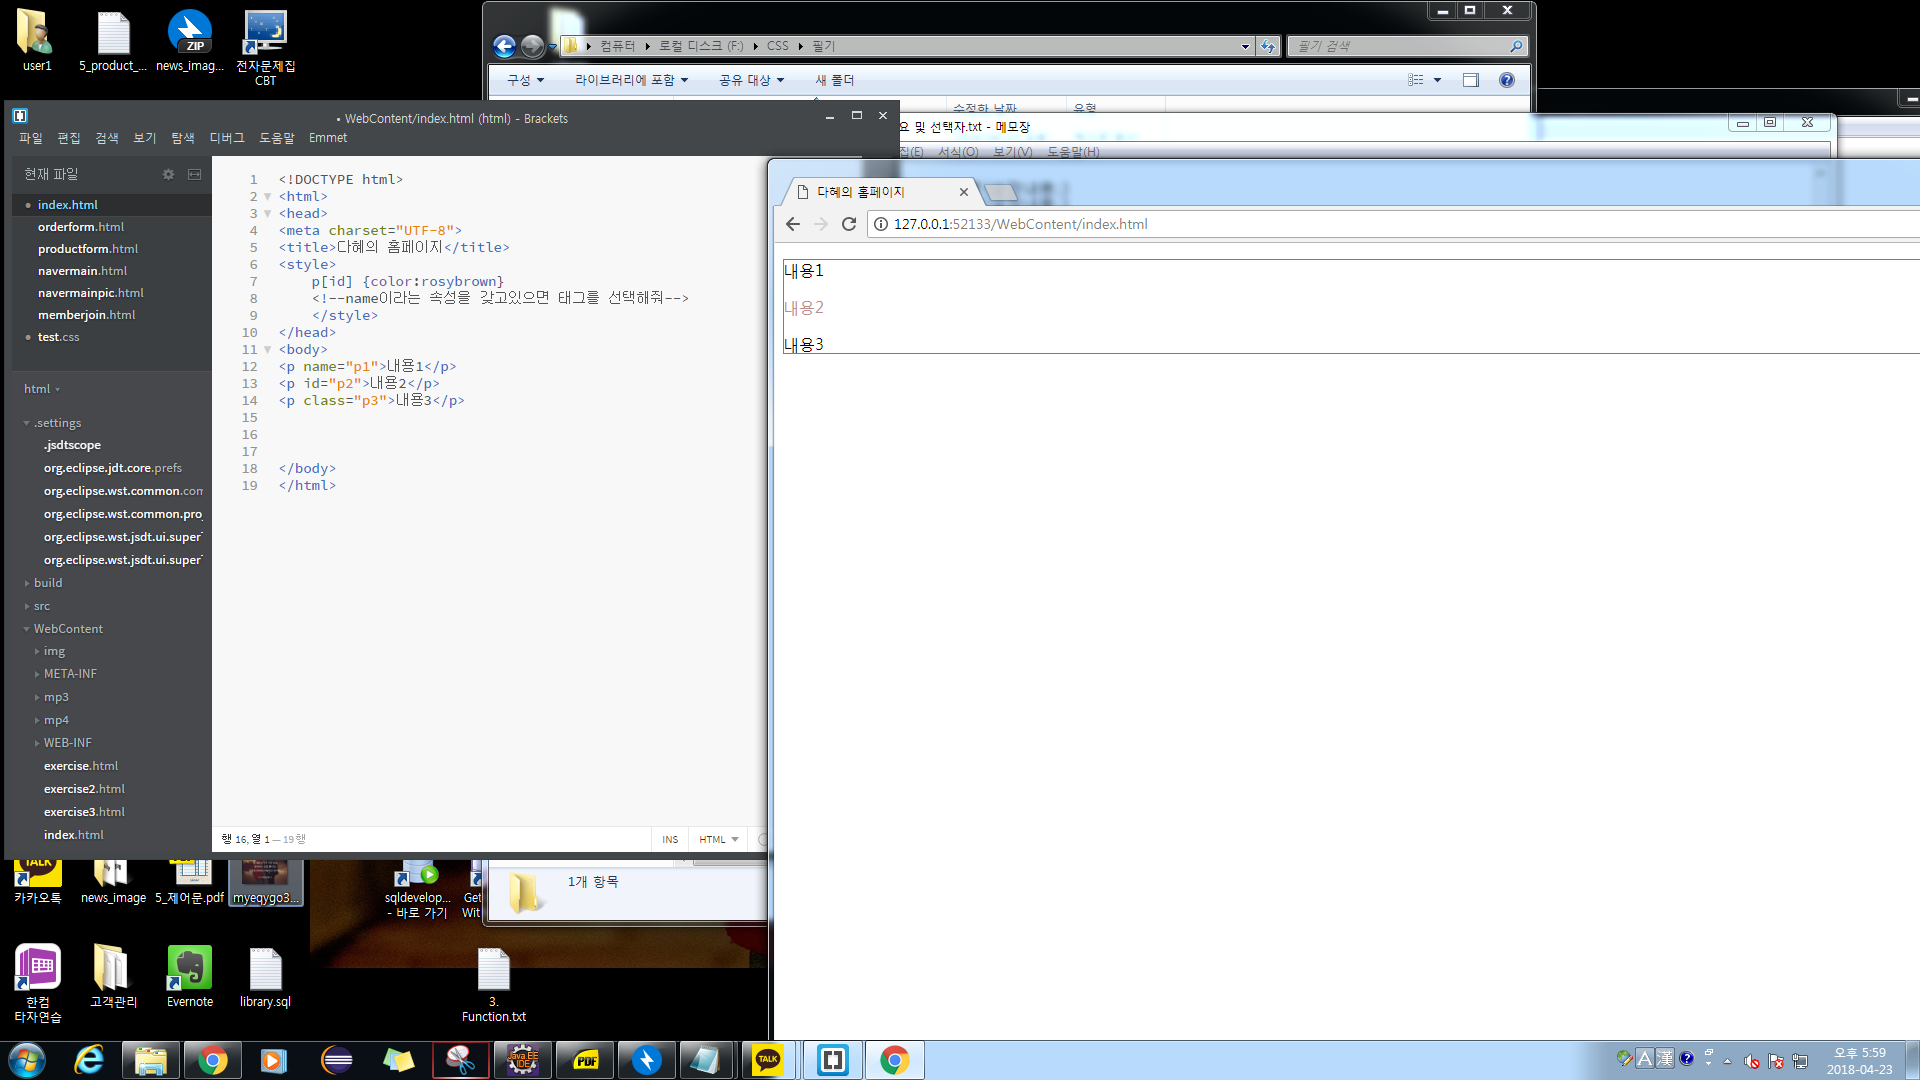 user1
5_product_...
news_imag...
전자문제집
CBT
컴퓨터
로컬 디스크 (F:)
CSS
필기
필기 검색
구성
라이브러리에 포함
공유 대상
새 폴더
수정한 날짜
유형
• WebContent/index.html (html) - Brackets
파일 편집 검색 보기 탐색 디버그 도움말 Emmet
요 및 선택자.txt - 메모장
집(E) 서식(O) 보기(V) 도움말(H)
현재 파일
index.html
orderform.html
productform.html
navermain.html
navermainpic.html
memberjoin.html
test.css
html
.settings
.jsdtscope
org.eclipse.jdt.core.prefs
org.eclipse.wst.common.com
org.eclipse.wst.common.pro
org.eclipse.wst.jsdt.ui.super
org.eclipse.wst.jsdt.ui.super
build
src
WebContent
img
META-INF
mp3
mp4
WEB-INF
exercise.html
exercise2.html
exercise3.html
index.html
1 <!DOCTYPE html>
2 <html>
3 <head>
4 <meta charset="UTF-8">
5 <title>다혜의 홈페이지</title>
6 <style>
7 p[id] {color:rosybrown}
8 <!--name이라는 속성을 갖고있으면 태그를 선택해줘-->
9 </style>
10 </head>
11 <body>
12 <p name="p1">내용1</p>
13 <p id="p2">내용2</p>
14 <p class="p3">내용3</p>
15
16
17
18 </body>
19 </html>
행 16, 열 1 — 19 행
INS
HTML
다혜의 홈페이지
127.0.0.1:52133/WebContent/index.html
내용1
내용2
내용3
TALK
카카오톡
news_image
5_제어문.pdf
myeqygo3...
sqldevelop...
- 바로 가기
Get
Wit
1개 항목
한컴
타자연습
고객관리
Evernote
library.sql
3.
Function.txt
Java EE
IDE
PDF
TALK
A 漢
오후 5:59
2018-04-23